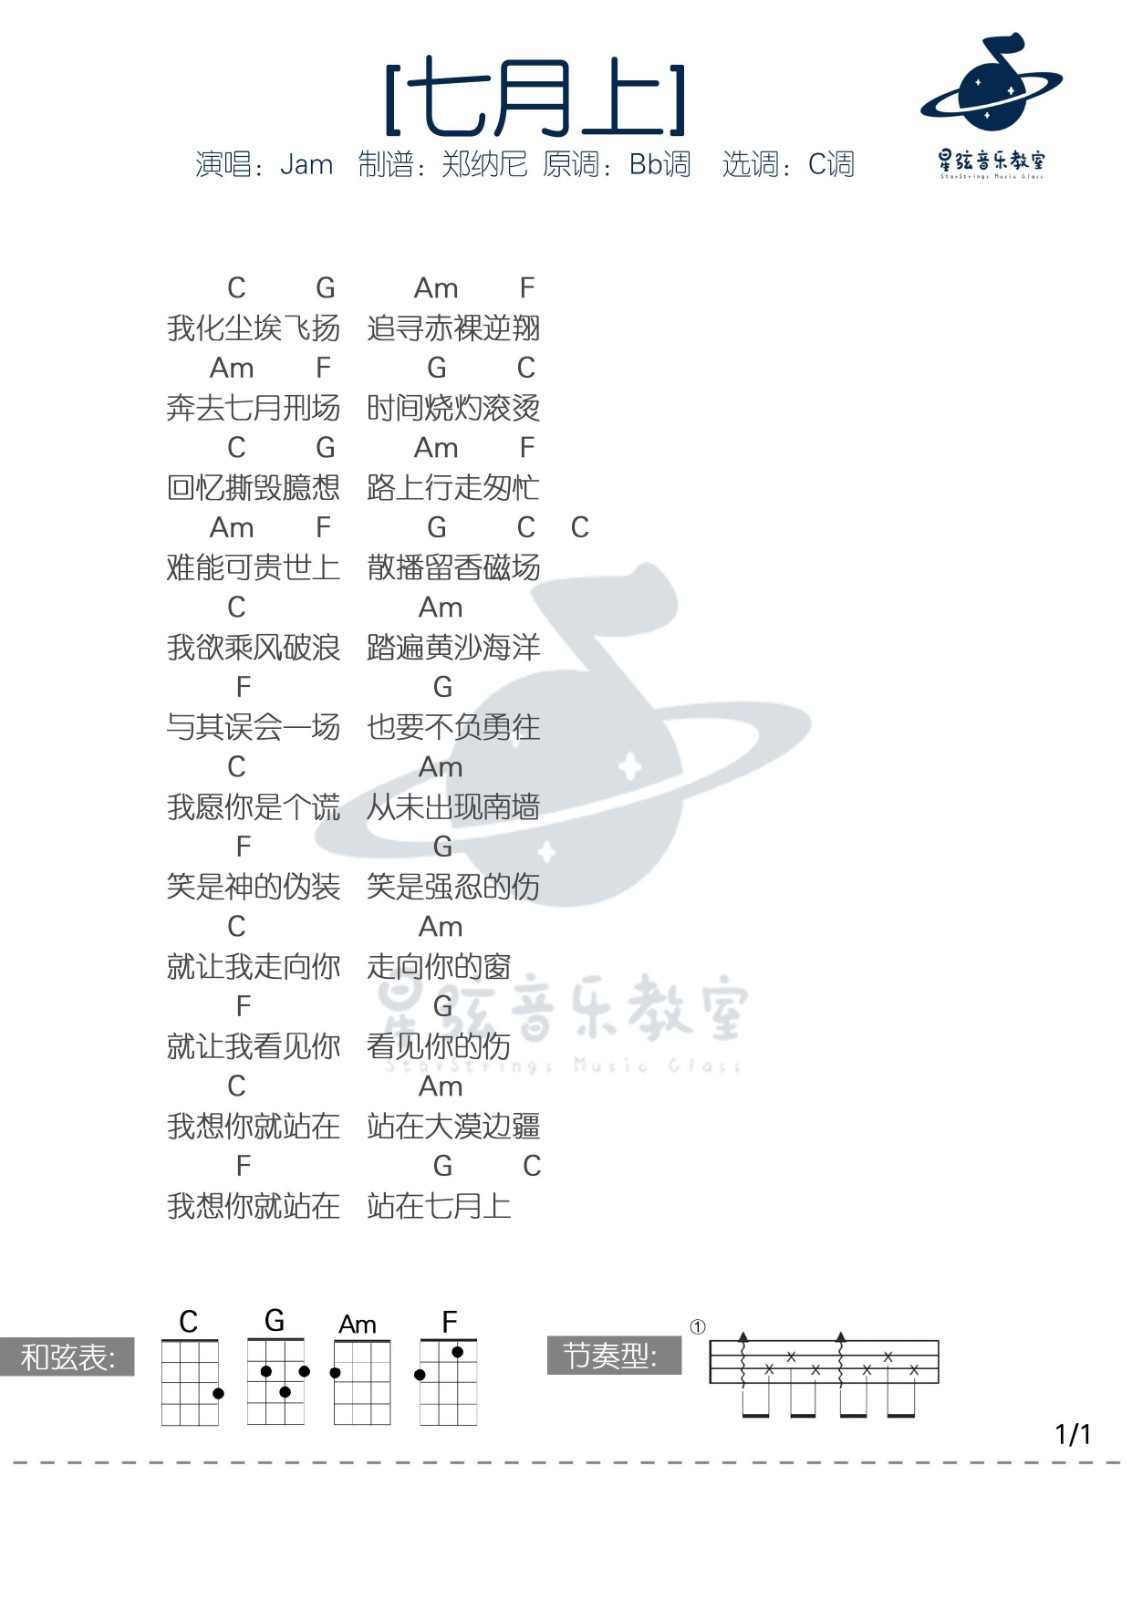 [七月上]
演唱：Jam 制谱：郑纳尼 原调：Bb调 选调：C调
星弦音乐教室
StarStrings Music Class
C G Am F
我化尘埃飞扬 追寻赤裸逆翔
Am F G C
奔去七月刑场 时间烧灼滚烫
C G Am F
回忆撕毁臆想 路上行走匆忙
Am F G C C
难能可贵世上 散播留香磁场
C Am
我欲乘风破浪 踏遍黄沙海洋
F G
与其误会一场 也要不负勇往
C Am
我愿你是个谎 从未出现南墙
F G
笑是神的伪装 笑是强忍的伤
C Am
就让我走向你 走向你的窗
F G
就让我看见你 看见你的伤
C Am
我想你就站在 站在大漠边疆
F G C
我想你就站在 站在七月上
星弦音乐教室
StarStrings Music Class
和弦表: C G Am F
节奏型: ①
1/1